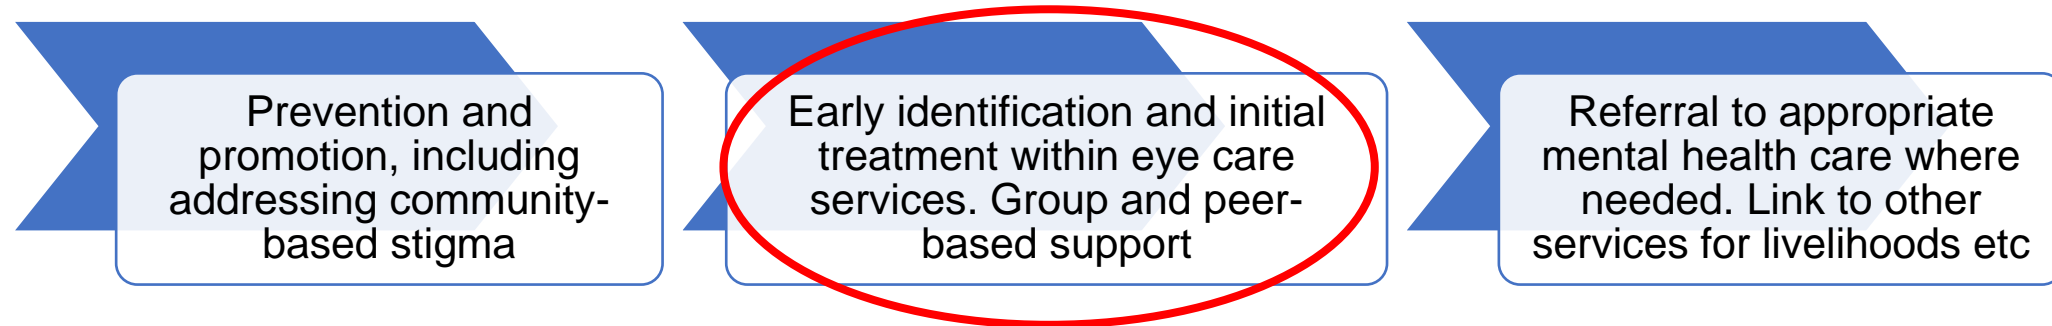 Prevention and
promotion, including
addressing community-
based stigma
Early identification and initial
treatment within eye care
services. Group and peer-
based support
Referral to appropriate
mental health care where
needed. Link to other
services for livelihoods etc